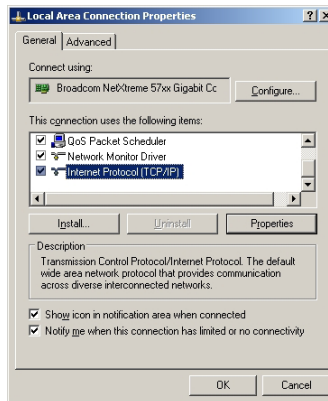 Local Area Connection Properties
General Advanced
Connect using:
Broadcom NetXtreme 57xx Gigabit Cc
Configure...
This connection uses the following items:
QoS Packet Scheduler
Network Monitor Driver
Internet Protocol (TCP/IP)
Install... Uninstall Properties
Description
Transmission Control Protocol/Internet Protocol. The default
wide area network protocol that provides communication
across diverse interconnected networks.
Show icon in notification area when connected
Notify me when this connection has limited or no connectivity
OK Cancel